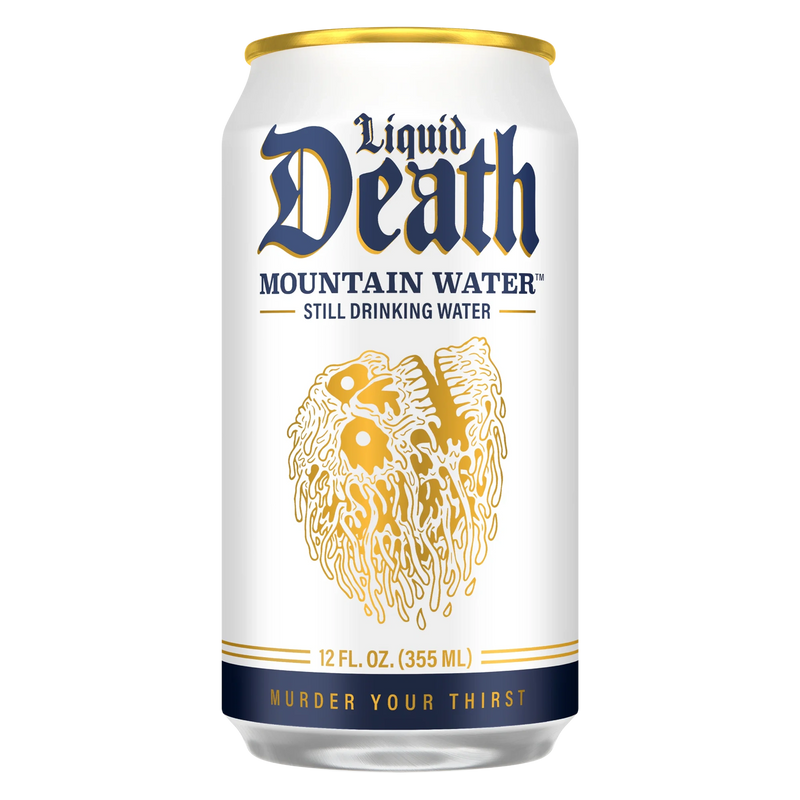 Liquid
Death
MOUNTAIN WATER™
STILL DRINKING WATER
12 FL. OZ. (355 ML)
MURDER YOUR THIRST